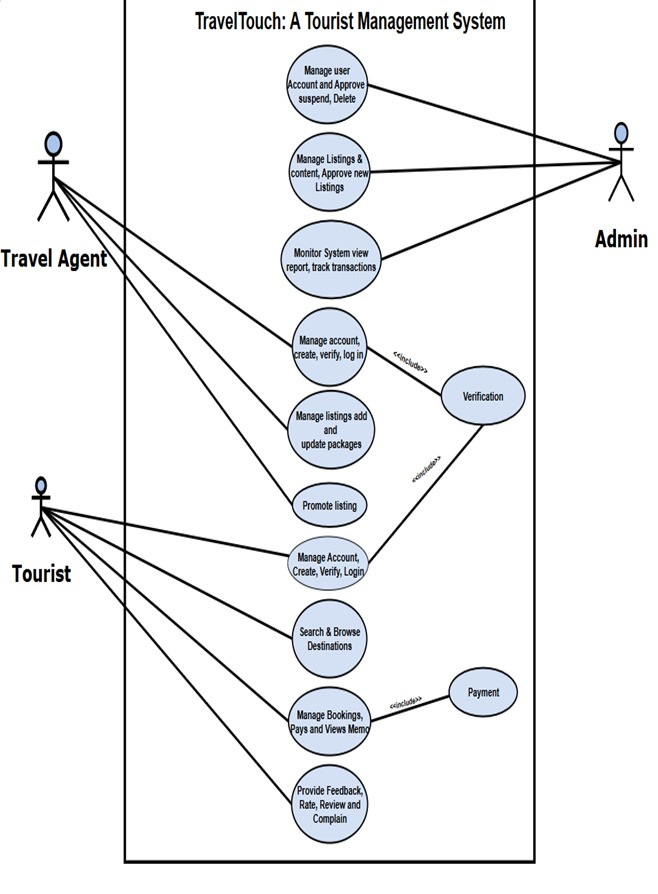 TravelTouch: A Tourist Management System
Manage user
Account and Approve
suspend, Delete
Manage Listings &
content, Approve new
Listings
Travel Agent
Admin
Monitor System view
report, track transactions
Manage account,
create, verify, log in
<<include>>
Verification
Manage listings add
and
update packages
<<include>>
Promote listing
Tourist
Manage Account,
Create, Verify, Login
Search & Browse
Destinations
Manage Bookings,
Pays and Views Memo
<<include>>
Payment
Provide Feedback,
Rate, Review and
Complain